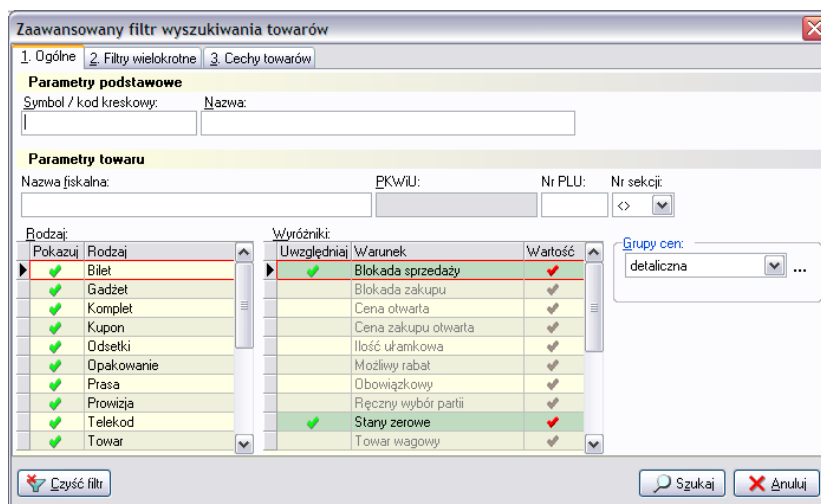 Zaawansowany filtr wyszukiwania towarów
1. Ogólne 2. Filtry wielokrotne 3. Cechy towarów
Parametry podstawowe
Symbol / kod kreskowy: Nazwa:
Parametry towaru
Nazwa fiskalna: PKWiU: Nr PLU: Nr sekcji:
<>
Rodzaj: Wyróżniki: Grupy cen:
Pokazuj Rodzaj Uwzględniaj Warunek Wartość
Bilet Blokada sprzedaży detaliczna ...
Gadżet Blokada zakupu
Komplet Cena otwarta
Kupon Cena zakupu otwarta
Odsetki Ilość ułamkowa
Opakowanie Możliwy rabat
Prasa Obowiązkowy
Prowizja Ręczny wybór partii
Telekod Stany zerowe
Towar Towar wagowy
Czyść filtr Szukaj Anuluj